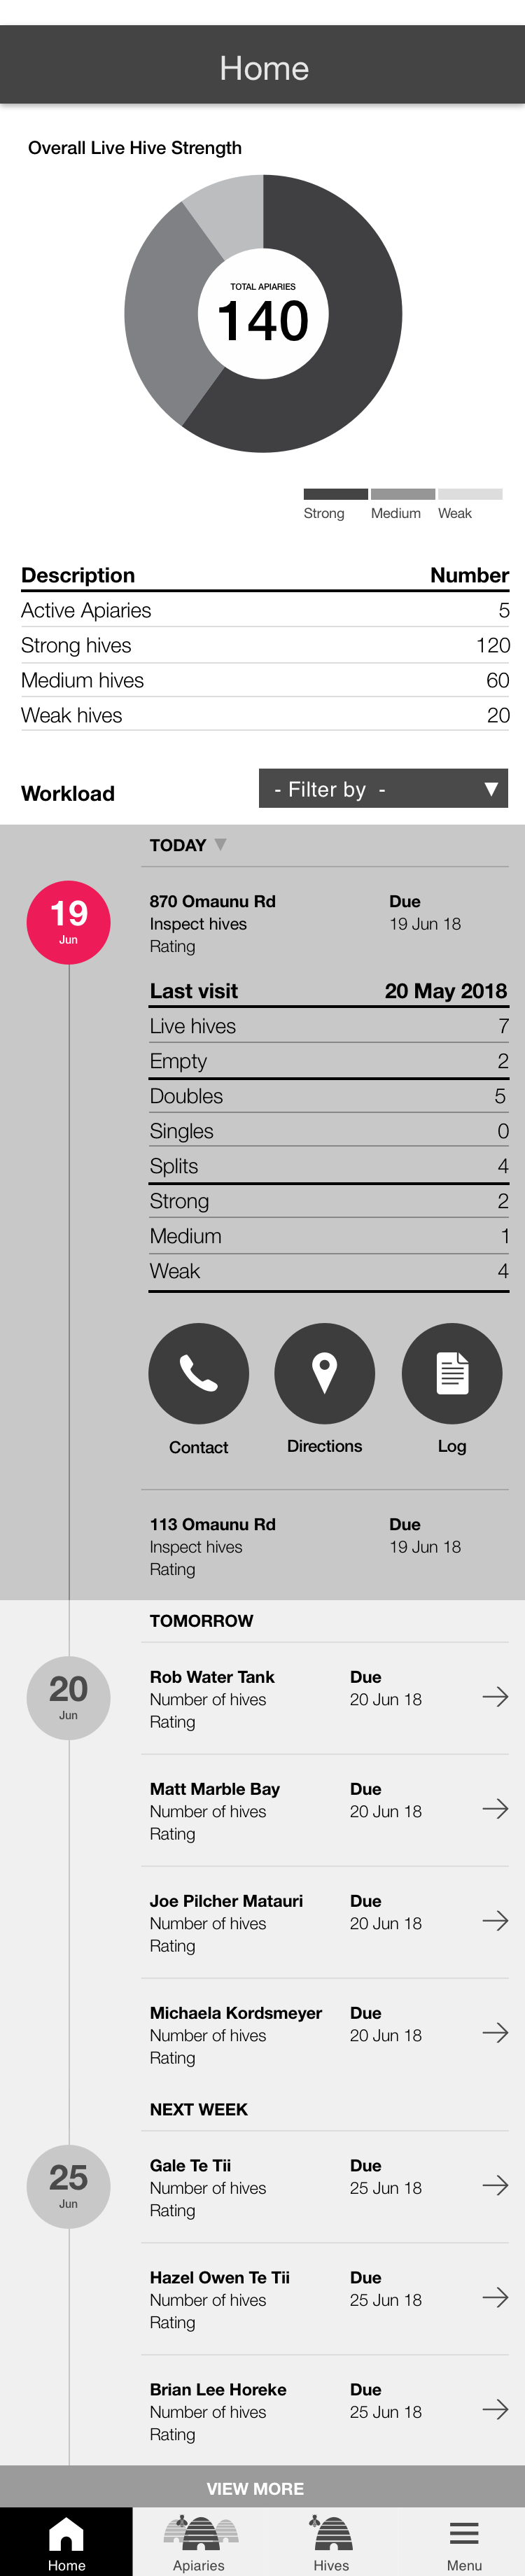 Home
Overall Live Hive Strength
TOTAL APIARIES
140
Strong Medium Weak
Description Number
Active Apiaries 5
Strong hives 120
Medium hives 60
Weak hives 20
Workload - Filter by -
TODAY
19
Jun
870 Omaunu Rd Due
Inspect hives 19 Jun 18
Rating
Last visit 20 May 2018
Live hives 7
Empty 2
Doubles 5
Singles 0
Splits 4
Strong 2
Medium 1
Weak 4
Contact Directions Log
113 Omaunu Rd Due
Inspect hives 19 Jun 18
Rating
TOMORROW
20
Jun
Rob Water Tank Due
Number of hives 20 Jun 18
Rating
Matt Marble Bay Due
Number of hives 20 Jun 18
Rating
Joe Pilcher Matauri Due
Number of hives 20 Jun 18
Rating
Michaela Kordsmeyer Due
Number of hives 20 Jun 18
Rating
NEXT WEEK
25
Jun
Gale Te Tii Due
Number of hives 25 Jun 18
Rating
Hazel Owen Te Tii Due
Number of hives 25 Jun 18
Rating
Brian Lee Horeke Due
Number of hives 25 Jun 18
Rating
VIEW MORE
Home Apiaries Hives Menu